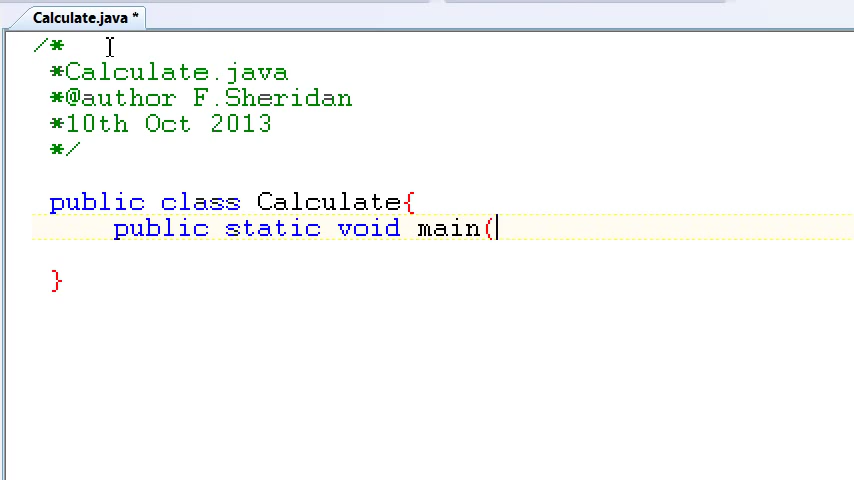 Calculate.java *
/*
*Calculate.java
*@author F.Sheridan
*10th Oct 2013
*/
public class Calculate{
public static void main(
}